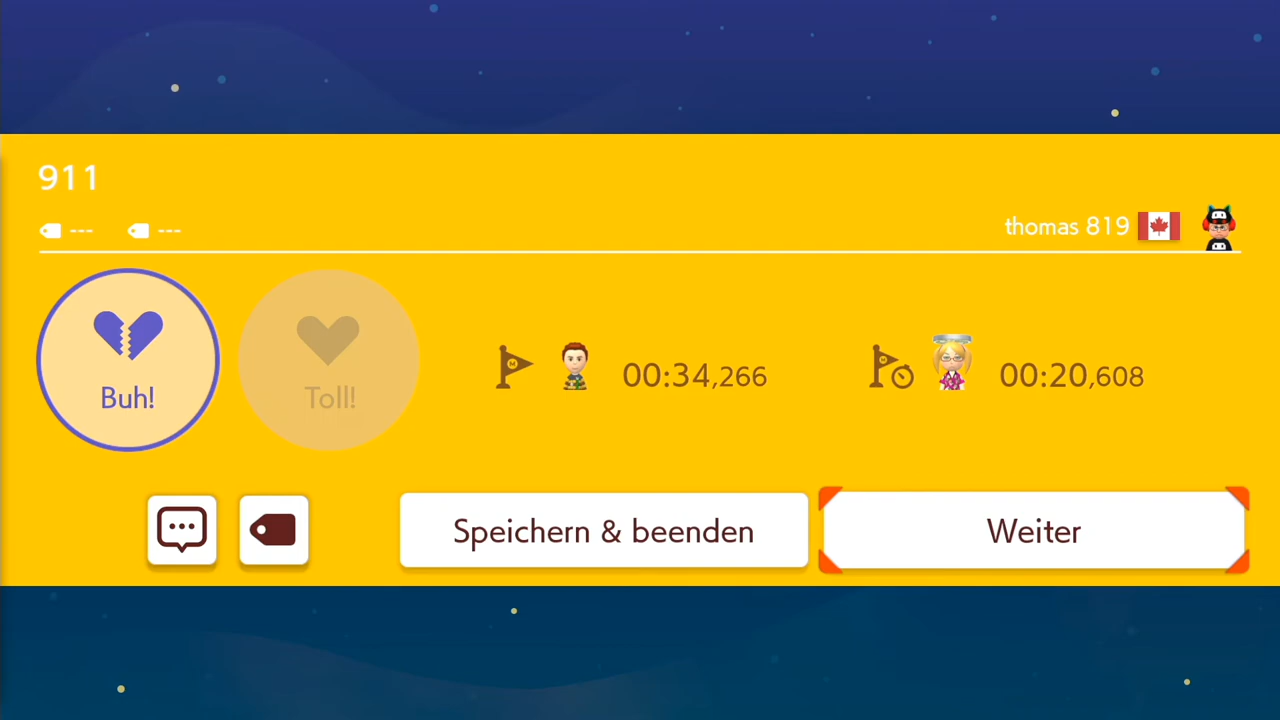 911
--- ---
thomas 819
Buh!
Toll!
M
00:34,266
M
00:20,608
Speichern & beenden
Weiter